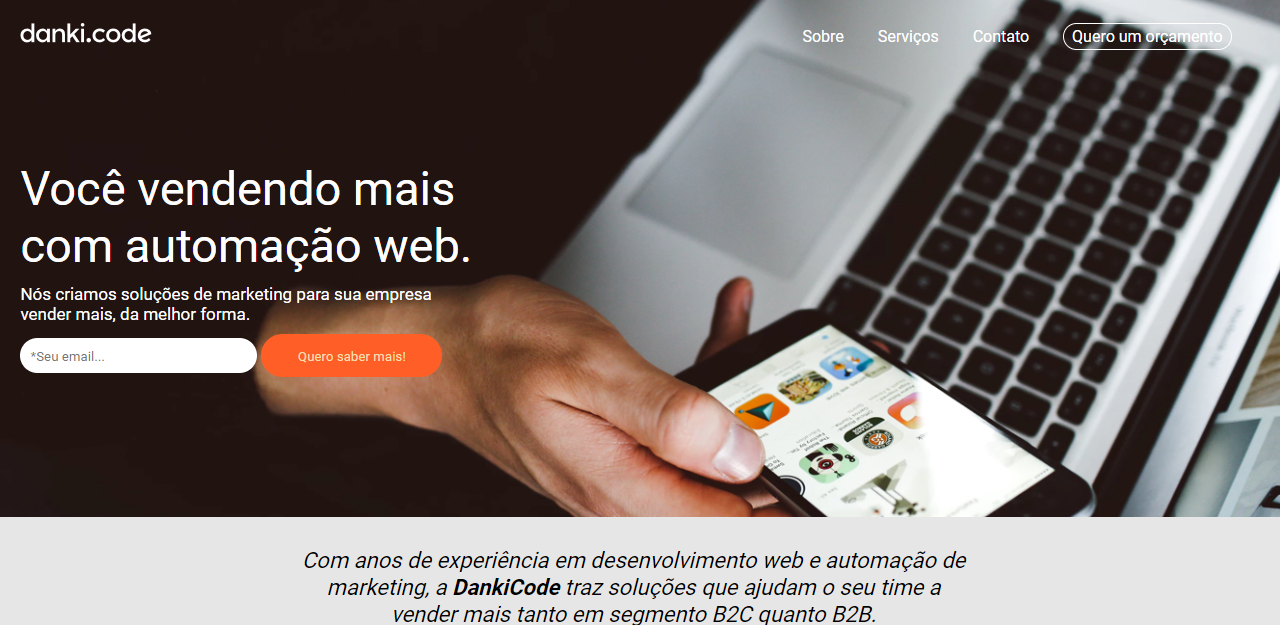 danki.code
Sobre Serviços Contato Quero um orçamento
Você vendendo mais
com automação web.
Nós criamos soluções de marketing para sua empresa
vender mais, da melhor forma.
*Seu email... Quero saber mais!
Com anos de experiência em desenvolvimento web e automação de
marketing, a DankiCode traz soluções que ajudam o seu time a
vender mais tanto em segmento B2C quanto B2B.